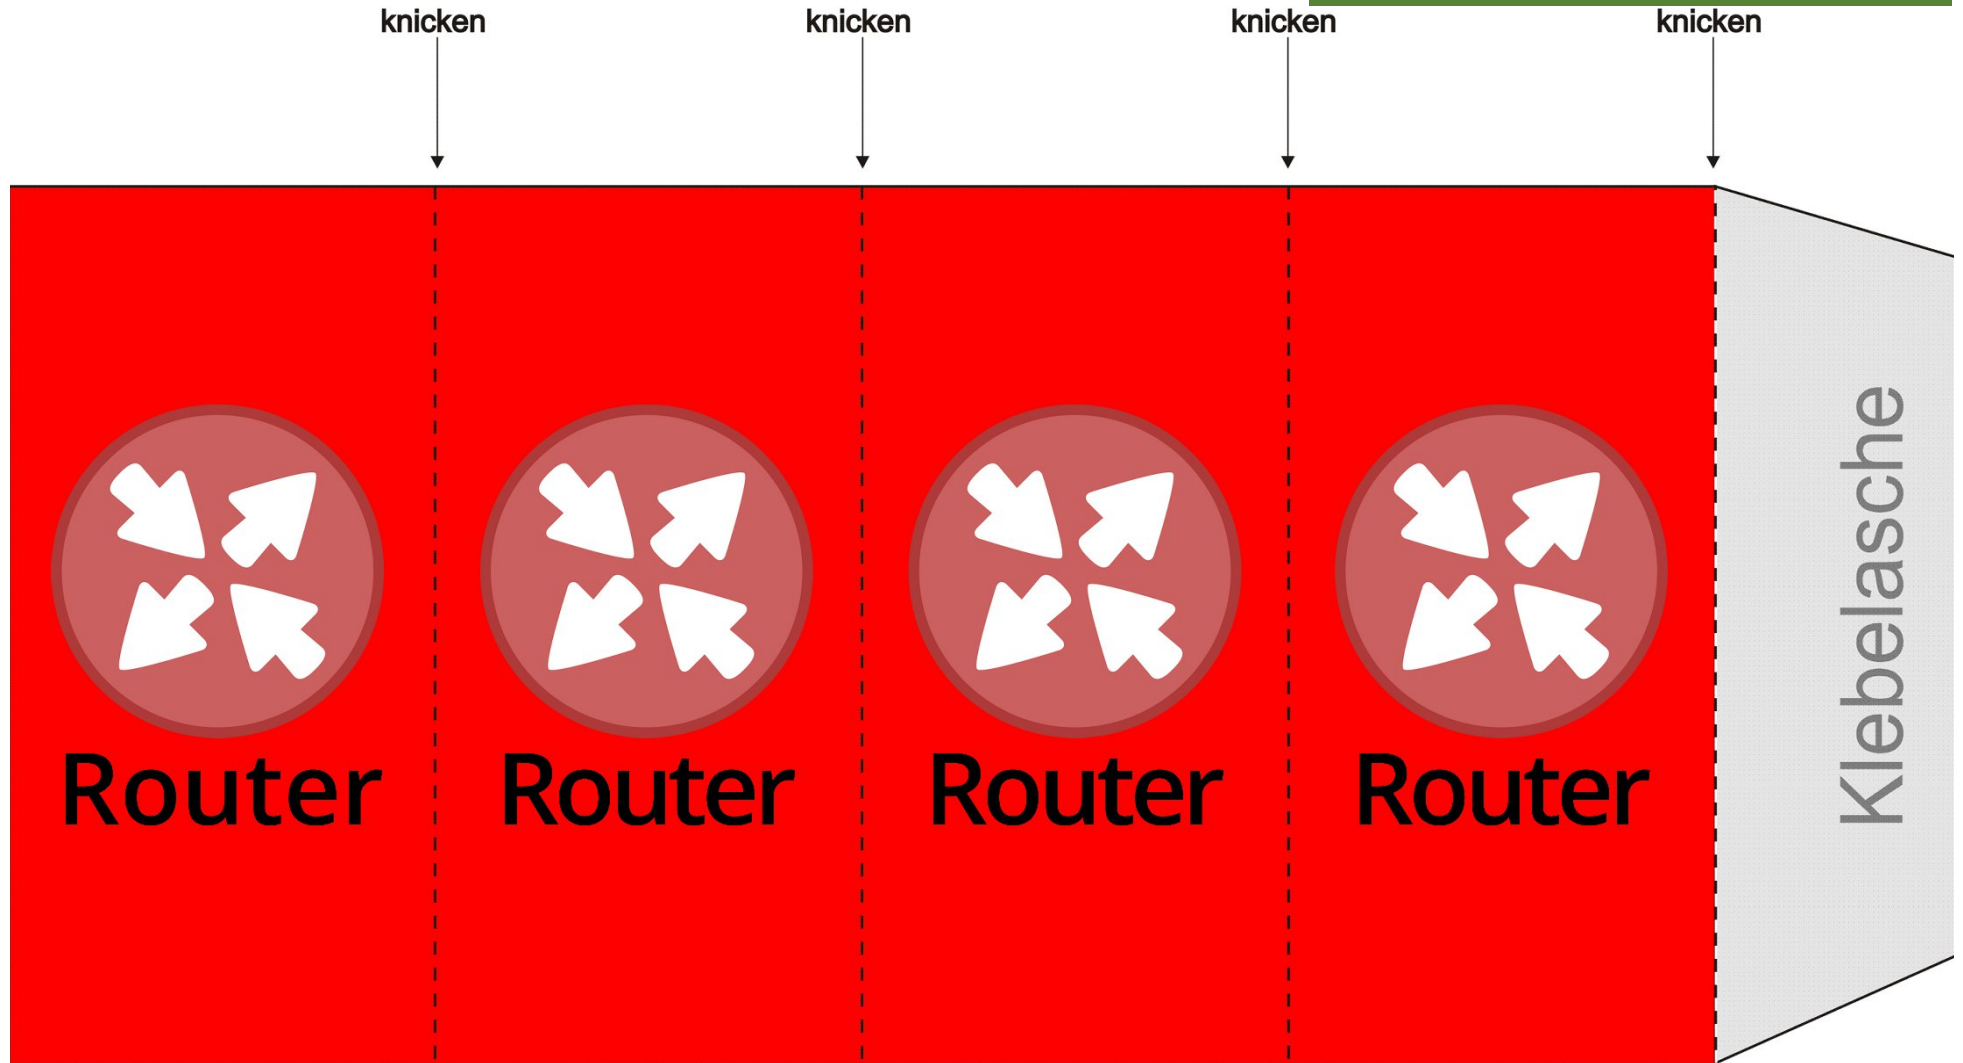 knicken
knicken
knicken
knicken
Router
Router
Router
Router
Klebelasche